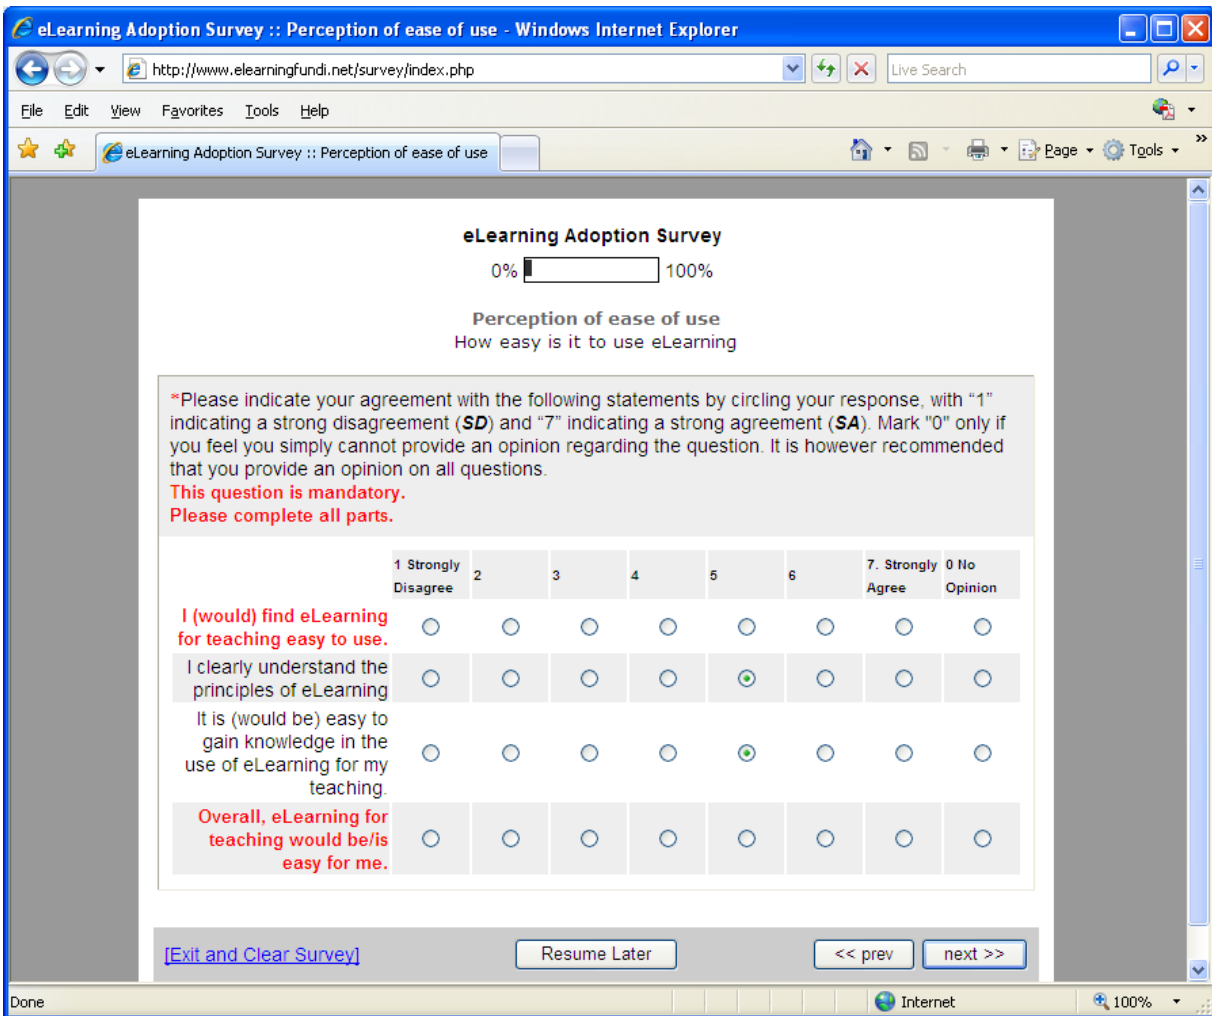 eLearning Adoption Survey :: Perception of ease of use - Windows Internet Explorer
http://www.elearningfundi.net/survey/index.php
Live Search
File Edit View Favorites Tools Help
eLearning Adoption Survey :: Perception of ease of use
Page Tools »
eLearning Adoption Survey
0% 100%
Perception of ease of use
How easy is it to use eLearning
*Please indicate your agreement with the following statements by circling your response, with “1”
indicating a strong disagreement (SD) and “7” indicating a strong agreement (SA). Mark "0" only if
you feel you simply cannot provide an opinion regarding the question. It is however recommended
that you provide an opinion on all questions.
This question is mandatory.
Please complete all parts.
1 Strongly Disagree 2 3 4 5 6 7. Strongly Agree 0 No Opinion
I (would) find eLearning
for teaching easy to use.
I clearly understand the
principles of eLearning
It is (would be) easy to
gain knowledge in the
use of eLearning for my
teaching.
Overall, eLearning for
teaching would be/is
easy for me.
[Exit and Clear Survey] Resume Later << prev next >>
Done Internet 100%